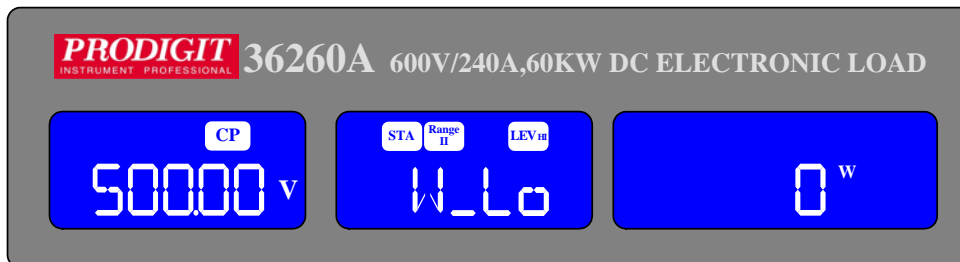 PRODIGIT 36260A 600V/240A,60KW DC ELECTRONIC LOAD
INSTRUMENT PROFESSIONAL
CP
500.00 V
STA Range II LEV HI
W_Lo
0 W